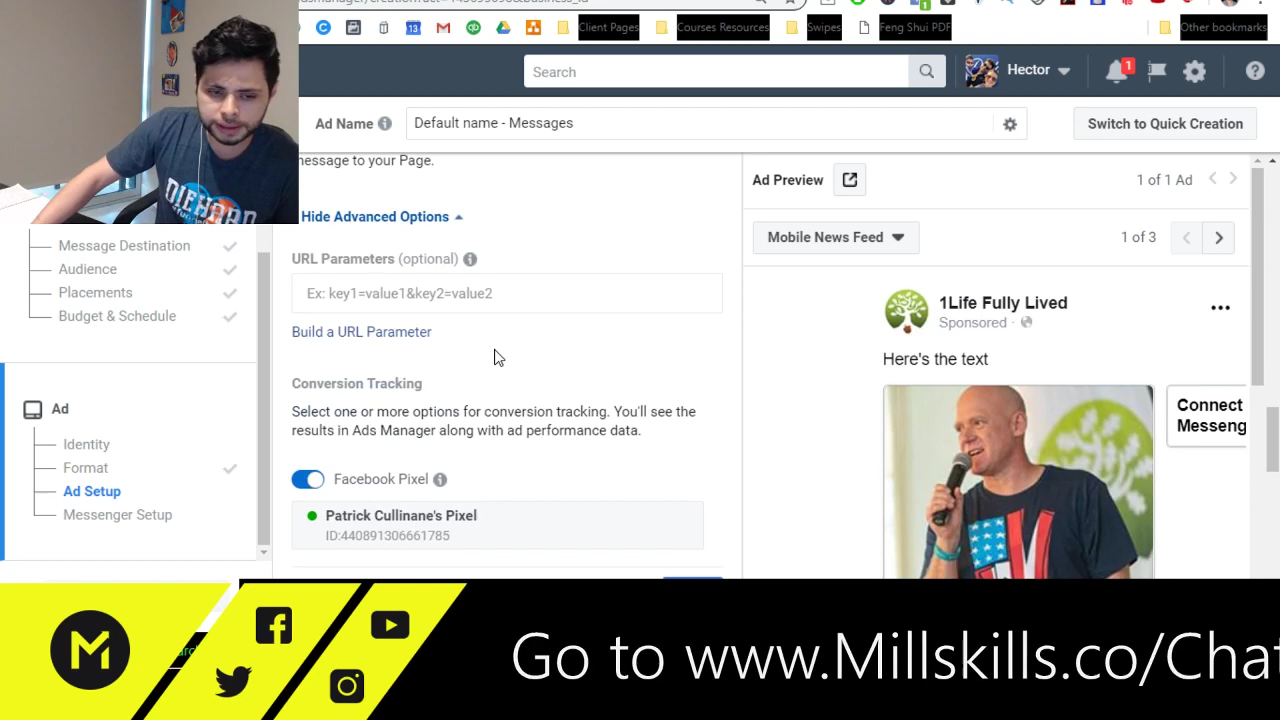 Client Pages
Courses Resources
Swipes
Feng Shui PDF
Other bookmarks
Search
Hector
1
Ad Name
Default name - Messages
Switch to Quick Creation
message to your Page.
Hide Advanced Options
URL Parameters (optional)
Ex: key1=value1&key2=value2
Build a URL Parameter
Conversion Tracking
Select one or more options for conversion tracking. You'll see the
results in Ads Manager along with ad performance data.
Facebook Pixel
Patrick Cullinane's Pixel
ID:440891306661785
Message Destination
Audience
Placements
Budget & Schedule
Ad
Identity
Format
Ad Setup
Messenger Setup
Ad Preview
1 of 1 Ad
Mobile News Feed
1 of 3
1Life Fully Lived
Sponsored
Here's the text
Connect
Messeng
DIEHARD
M
Go to www.Millskills.co/Chat